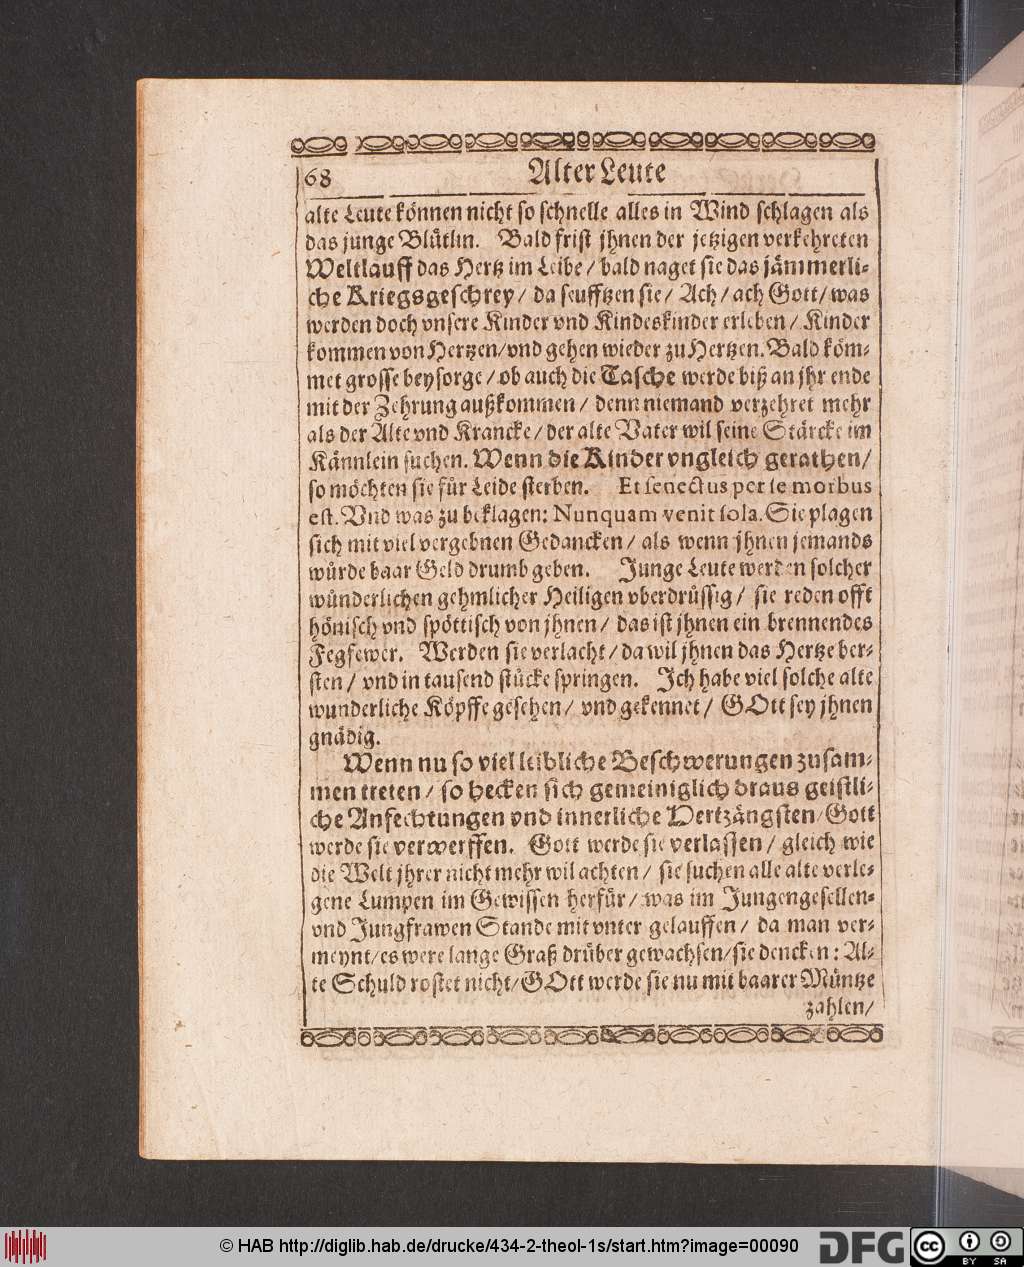 68
Alter Leute
alte Leute können nicht so schnelle alles in Wind schlagen als
das junge Blütlin. Bald frist jhnen der jetzigen verkehreten
Weltlauff das Hertz im Leibe / bald naget sie das jämmerli-
che Kriegsgeschrey / da seufftzen sie / Ach / ach Gott / was
werden doch vnsere Kinder vnd Kindeskinder erleben / Kinder
kommen von Hertzen / vnd gehen wieder zu Hertzen. Bald köm-
met grosse beysorge / ob auch die Tasche werde biß an jhr ende
mit der Zehrung außkommen / denn niemand verzehret mehr
als der Alte vnd Krancke / der alte Vater wil seine Stärcke im
Kännlein suchen. Wenn die Kinder vngleich gerathen /
so möchten sie für Leide sterben. Et senectus per se morbus
est. Vnd was zu beklagen: Nunquam venit sola. Sie plagen
sich mit viel vergebnen Gedancken / als wenn jhnen jemands
würde baar Geld drumb geben. Junge Leute werden solcher
wünderlichen gehmlicher Heiligen vberdrüssig / sie reden offt
hönisch vnd spöttisch von jhnen / das ist jhnen ein brennendes
Fegfewer. Werden sie verlacht / da wil jhnen das Hertze ber-
sten / vnd in tausend stücke springen. Jch habe viel solche alte
wunderliche Köpffe gesehen / vnd gekennet / GOtt sey jhnen
gnädig.
Wenn nu so viel leibliche Beschwerungen zusam-
men treten / so hecken sich gemeiniglich draus geistli-
che Anfechtungen vnd innerliche Hertzängsten / Gott
werde sie verwerffen. Gott werde sie verlassen / gleich wie
die Welt jhrer nicht mehr wil achten / sie suchen alle alte verle-
gene Lumpen im Gewissen herfür / was im Jungengesellen-
vnd Jungfrawen Stande mit vnter gelauffen / da man ver-
meynt / es were lange Graß drüber gewachsen / sie dencken : Al-
te Schuld rostet nicht / GOtt werde sie nu mit baarer Müntze
zahlen /
© HAB http://diglib.hab.de/drucke/434-2-theol-1s/start.htm?image=00090
DFG
cc
BY SA